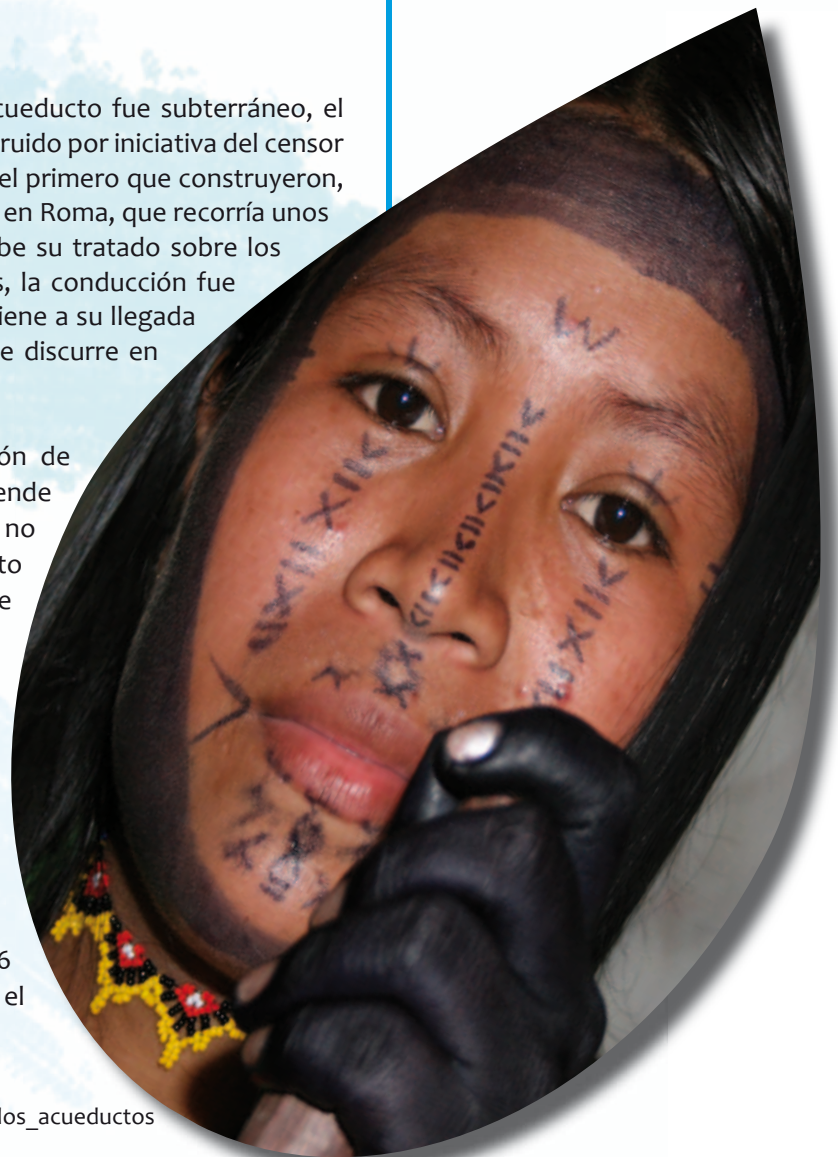 cueducto fue subterráneo, el
ruido por iniciativa del censor
el primero que construyeron,
en Roma, que recorría unos
be su tratado sobre los
s, la conducción fue
iene a su llegada
e discurre en
ón de
ende
no
to
e
6
el
los_acueductos